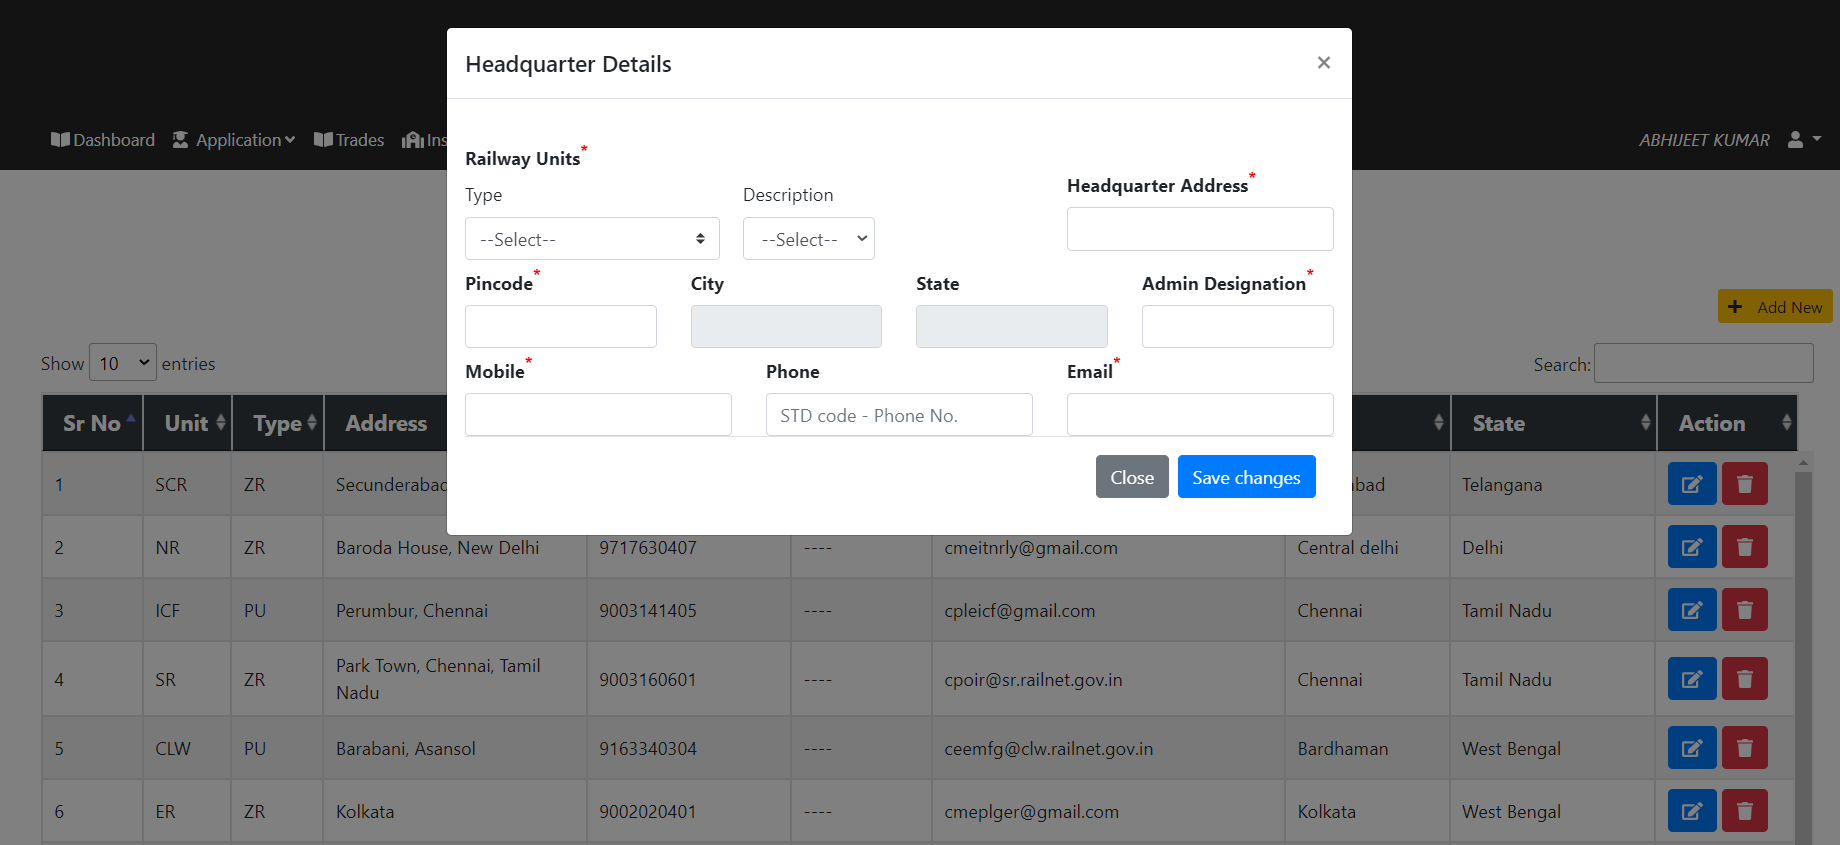 Headquarter Details ×
Dashboard Application Trades Ins
ABHIJEET KUMAR
Railway Units*
Type Description Headquarter Address*
--Select-- --Select--
Pincode* City State Admin Designation*
+ Add New
Mobile* Phone Email*
STD code - Phone No.
Show 10 entries Search:
Sr No Unit Type Address State Action
Close Save changes
1 SCR ZR Telangana
2 NR ZR Baroda House, New Delhi 9717630407 ---- cmeitnrly@gmail.com Central delhi Delhi
3 ICF PU Perumbur, Chennai 9003141405 ---- cpleicf@gmail.com Chennai Tamil Nadu
4 SR ZR Park Town, Chennai, Tamil
Nadu 9003160601 ---- cpoir@sr.railnet.gov.in Chennai Tamil Nadu
5 CLW PU Barabani, Asansol 9163340304 ---- ceemfg@clw.railnet.gov.in Bardhaman West Bengal
6 ER ZR Kolkata 9002020401 ---- cmeplger@gmail.com Kolkata West Bengal